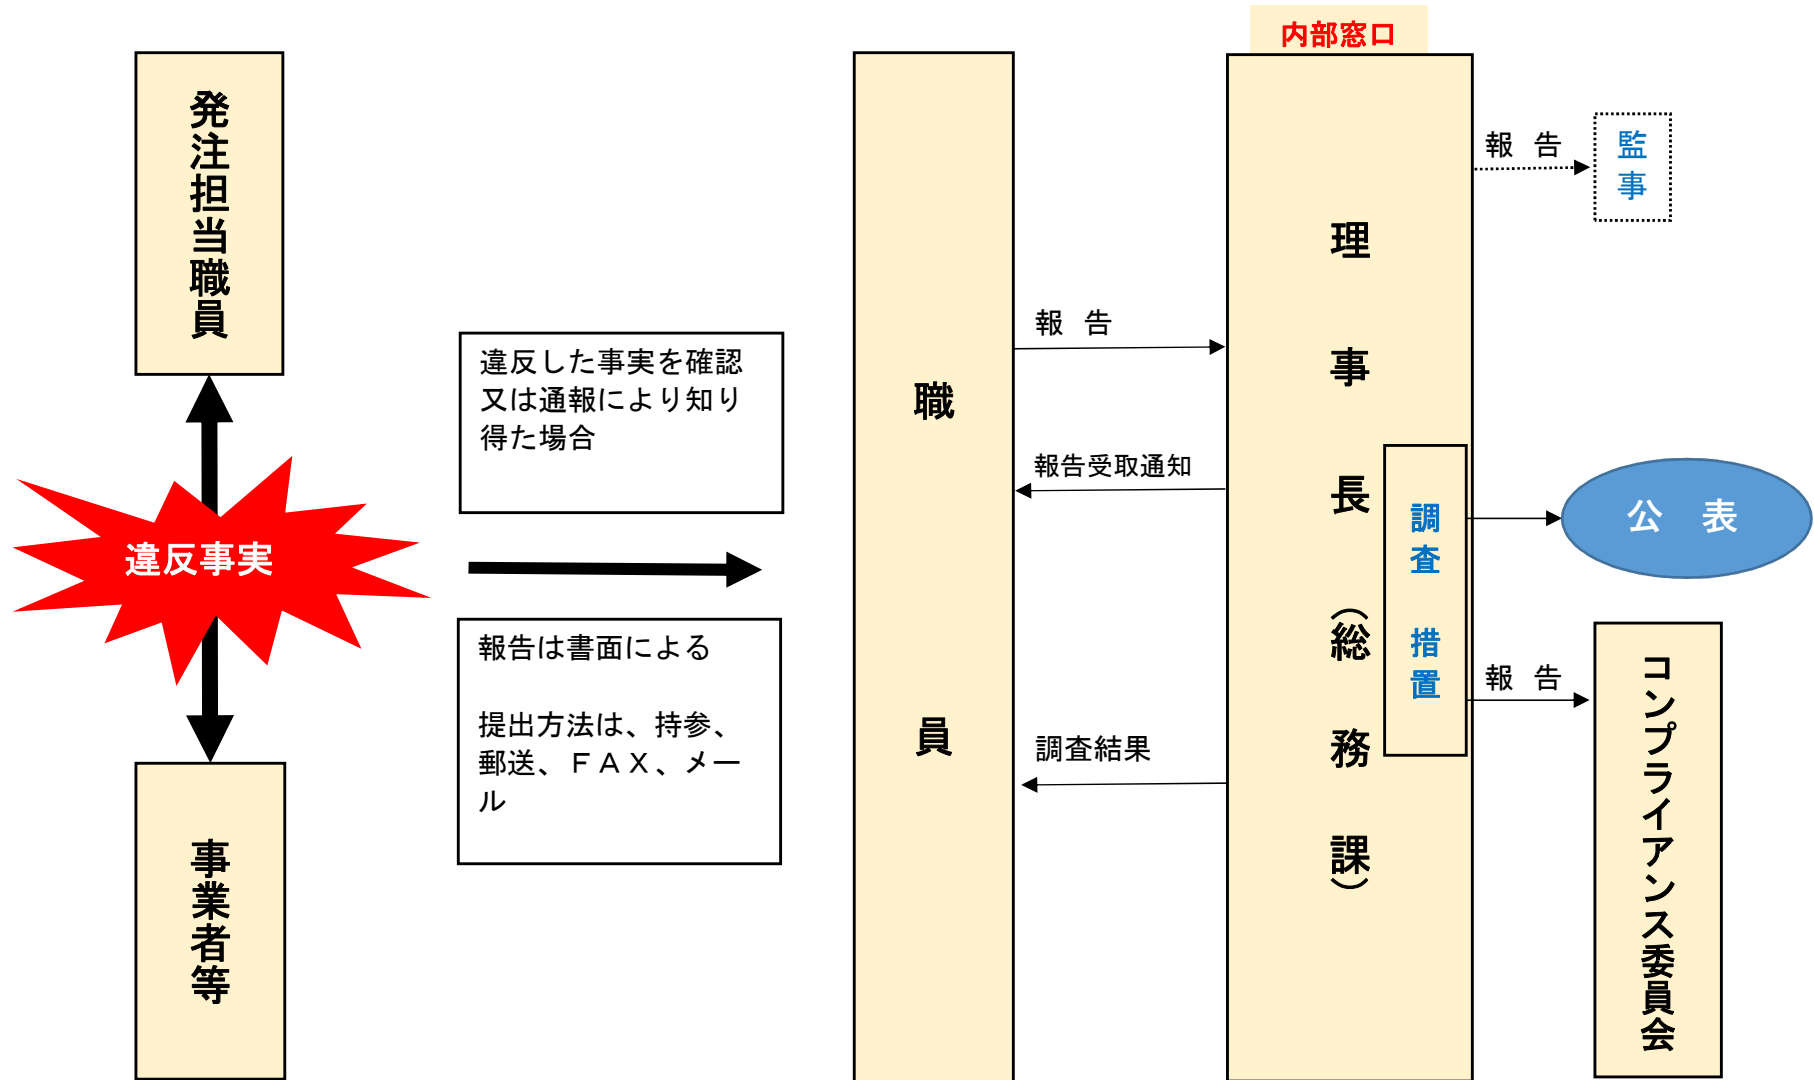 発注担当職員
違反事実
事業者等
違反した事実を確認
又は通報により知り
得た場合
報告は書面による
提出方法は、持参、
郵送、ＦＡＸ、メー
ル
職員
報　告
報告受取通知
調査結果
内部窓口
理事長（総務課）
調査　措置
報　告
監事
公　表
報　告
コンプライアンス委員会